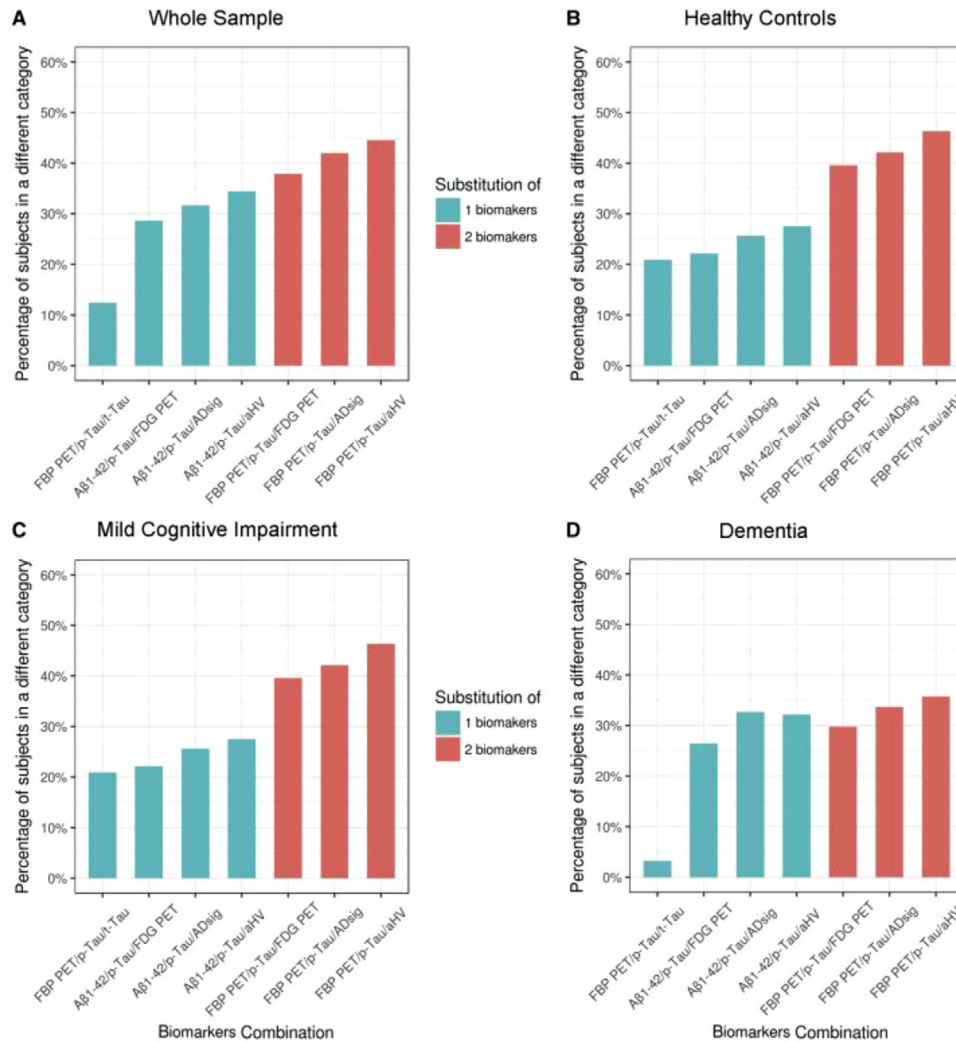 A
Whole Sample
Percentage of subjects in a different category
60%
50%
40%
30%
20%
10%
0%
FBP PET/p-Tau/t-Tau
Aβ1-42/p-Tau/FDG PET
Aβ1-42/p-Tau/ADsig
Aβ1-42/p-Tau/aHV
FBP PET/p-Tau/FDG PET
FBP PET/p-Tau/ADsig
FBP PET/p-Tau/aHV
Substitution of
1 biomakers
2 biomakers
B
Healthy Controls
Percentage of subjects in a different category
60%
50%
40%
30%
20%
10%
0%
FBP PET/p-Tau/t-Tau
Aβ1-42/p-Tau/FDG PET
Aβ1-42/p-Tau/ADsig
Aβ1-42/p-Tau/aHV
FBP PET/p-Tau/FDG PET
FBP PET/p-Tau/ADsig
FBP PET/p-Tau/aHV
C
Mild Cognitive Impairment
Percentage of subjects in a different category
60%
50%
40%
30%
20%
10%
0%
FBP PET/p-Tau/t-Tau
Aβ1-42/p-Tau/FDG PET
Aβ1-42/p-Tau/ADsig
Aβ1-42/p-Tau/aHV
FBP PET/p-Tau/FDG PET
FBP PET/p-Tau/ADsig
FBP PET/p-Tau/aHV
Biomarkers Combination
Substitution of
1 biomakers
2 biomakers
D
Dementia
Percentage of subjects in a different category
60%
50%
40%
30%
20%
10%
0%
FBP PET/p-Tau/t-Tau
Aβ1-42/p-Tau/FDG PET
Aβ1-42/p-Tau/ADsig
Aβ1-42/p-Tau/aHV
FBP PET/p-Tau/FDG PET
FBP PET/p-Tau/ADsig
FBP PET/p-Tau/aHV
Biomarkers Combination